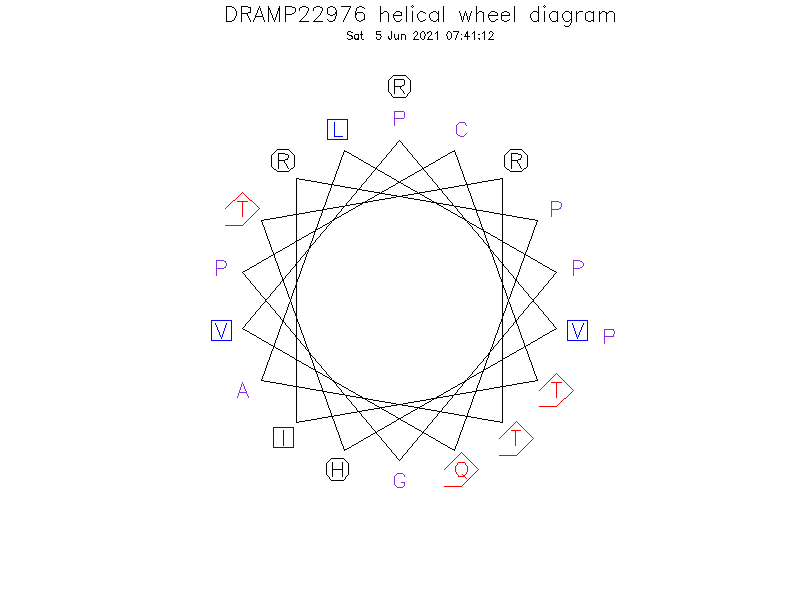 DRAMP22976 helical wheel diagram
Sat 5 Jun 2021 07:41:12
R
L P C
R R
T P
P P
V V P
A T
I T
H G Q